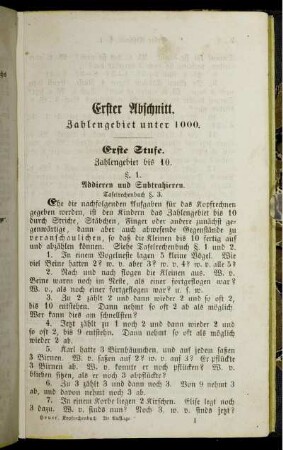 Erster Abschnitt.
Zahlengebiet unter 1000.
Erste Stufe.
Zahlengebiet bis 10.
§. 1.
Addieren und Subtrahieren.
Tafelrechenbuch §. 3.
Ehe die nachfolgenden Aufgaben für das Kopfrechnen
gegeben werden, ist den Kindern das Zahlengebiet bis 10
durch Striche, Stäbchen, Finger oder andere zunächst ge-
genwärtige, dann aber auch abwesende Gegenstände zu
veranschaulichen, so daß die Kleinen bis 10 fertig auf
und abzählen können. Siehe Tafelrechenbuch §. 1 und 2.
1. In einem Vogelneste lagen 5 kleine Vögel. Wie
viel Beine hatten 2? w. v. aber 3? w. v. 4? w. v. alle 5?
2. Nach und nach flogen die Kleinen aus. W. v.
Beine waren noch im Neste, als einer fortgeflogen war?
W. v., als noch einer fortgeflogen war? u. s. w.
3. Zu 2 zählt 2 und dann wieder 2 und so oft 2,
bis 10 entstehen. Dann nehmt so oft 2 als möglich ab.
Wer kann dies am schnellsten?
4. Jetzt zählt zu 1 noch 2 und dann wieder 2 und
so oft 2, bis 9 entstehn. Dann nehmt so oft als möglich
wieder 2 ab.
5. Karl hatte 3 Birnbäumchen, und auf jedem saßen
3 Birnen. W. v. saßen auf 2? w. v. auf 3? Er pflückte
3 Birnen ab. W. v. konnte er noch pflücken? W. v.
blieben sitzen, als er noch 3 abpflückte?
6. Zu 3 zählt 3 und dann noch 3. Von 9 nehmt 3
ab, und davon noch 3.
7. In einem Korbe liegen 2 Kirschen. Elise legt noch
3 dazu. W. v. sinds nun? Noch 3. w. v. sinds jetzt?
Kopfrechenbuch 2te Auflage 1